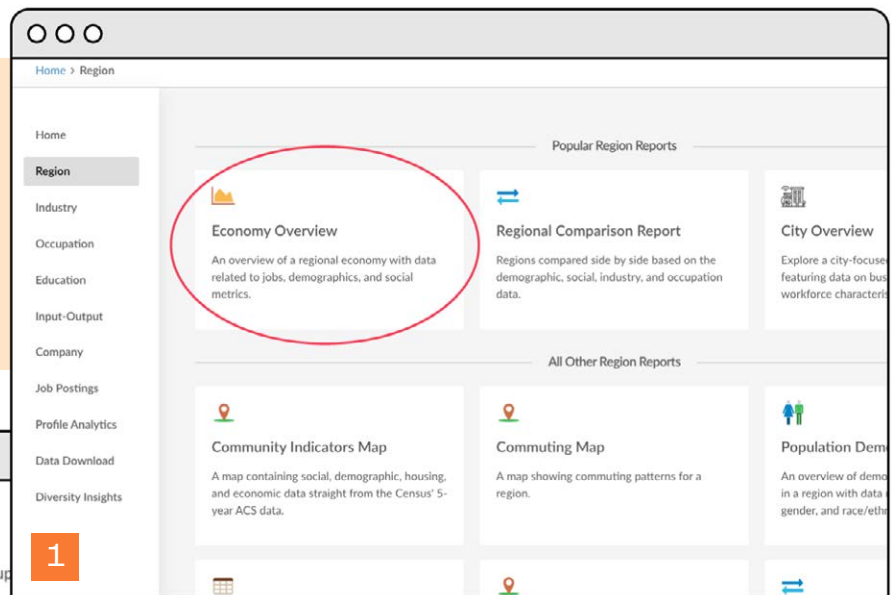 Home > Region
Home
Region
Industry
Occupation
Education
Input-Output
Company
Job Postings
Profile Analytics
Data Download
Diversity Insights
1
Popular Region Reports
Economy Overview
An overview of a regional economy with data
related to jobs, demographics, and social
metrics.
Regional Comparison Report
Regions compared side by side based on the
demographic, social, industry, and occupation
data.
City Overview
Explore a city-focuse
featuring data on bus
workforce characteris
All Other Region Reports
Community Indicators Map
A map containing social, demographic, housing,
and economic data straight from the Census' 5-
year ACS data.
Commuting Map
A map showing commuting patterns for a
region.
Population Dem
An overview of demo
in a region with data
gender, and race/eth
up